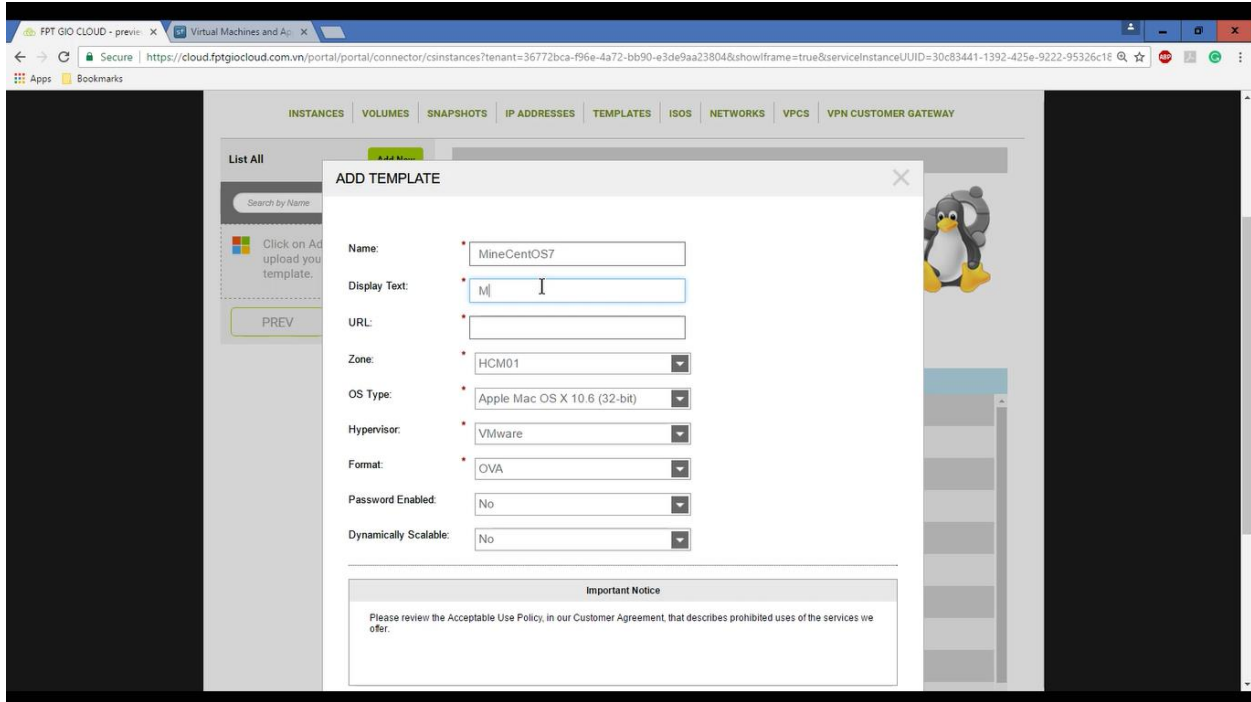 FPT GIO CLOUD - previe
Virtual Machines and Ap
Secure
https://cloud.fptgiocloud.com.vn/portal/portal/connector/csinstances?tenant=36772bca-f96e-4a72-bb90-e3de9aa23804&showIframe=true&serviceInstanceUUID=30c83441-1392-425e-9222-95326c18
Apps Bookmarks
INSTANCES VOLUMES SNAPSHOTS IP ADDRESSES TEMPLATES ISOS NETWORKS VPCS VPN CUSTOMER GATEWAY
List All
Add New
Search by Name
Click on Ad
upload you
template.
PREV
ADD TEMPLATE
Name: * MineCentOS7
Display Text: * M
URL: *
Zone: * HCM01
OS Type: * Apple Mac OS X 10.6 (32-bit)
Hypervisor: * VMware
Format: * OVA
Password Enabled: No
Dynamically Scalable: No
Important Notice
Please review the Acceptable Use Policy, in our Customer Agreement, that describes prohibited uses of the services we
offer.